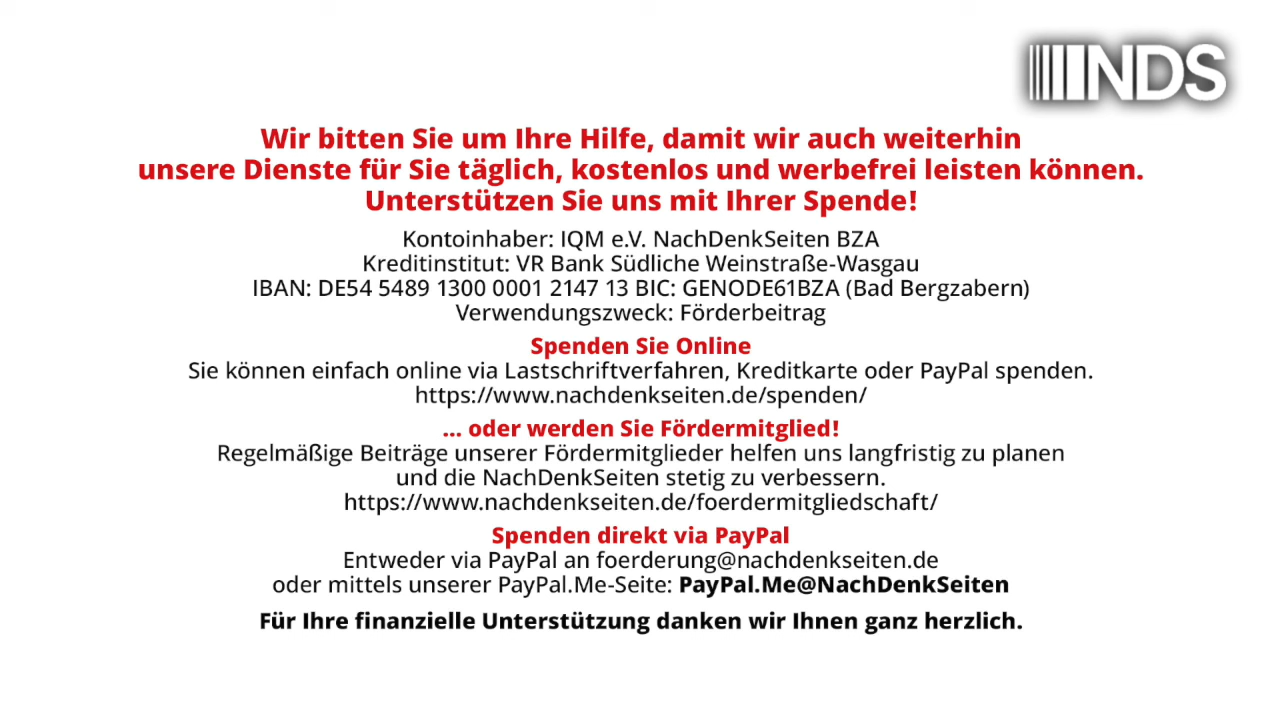 NDS
Wir bitten Sie um Ihre Hilfe, damit wir auch weiterhin
unsere Dienste für Sie täglich, kostenlos und werbefrei leisten können.
Unterstützen Sie uns mit Ihrer Spende!
Kontoinhaber: IQM e.V. NachDenkSeiten BZA
Kreditinstitut: VR Bank Südliche Weinstraße-Wasgau
IBAN: DE54 5489 1300 0001 2147 13 BIC: GENODE61BZA (Bad Bergzabern)
Verwendungszweck: Förderbeitrag
Spenden Sie Online
Sie können einfach online via Lastschriftverfahren, Kreditkarte oder PayPal spenden.
https://www.nachdenkseiten.de/spenden/
... oder werden Sie Fördermitglied!
Regelmäßige Beiträge unserer Fördermitglieder helfen uns langfristig zu planen
und die NachDenkSeiten stetig zu verbessern.
https://www.nachdenkseiten.de/foerdermitgliedschaft/
Spenden direkt via PayPal
Entweder via PayPal an foerderung@nachdenkseiten.de
oder mittels unserer PayPal.Me-Seite: PayPal.Me@NachDenkSeiten
Für Ihre finanzielle Unterstützung danken wir Ihnen ganz herzlich.